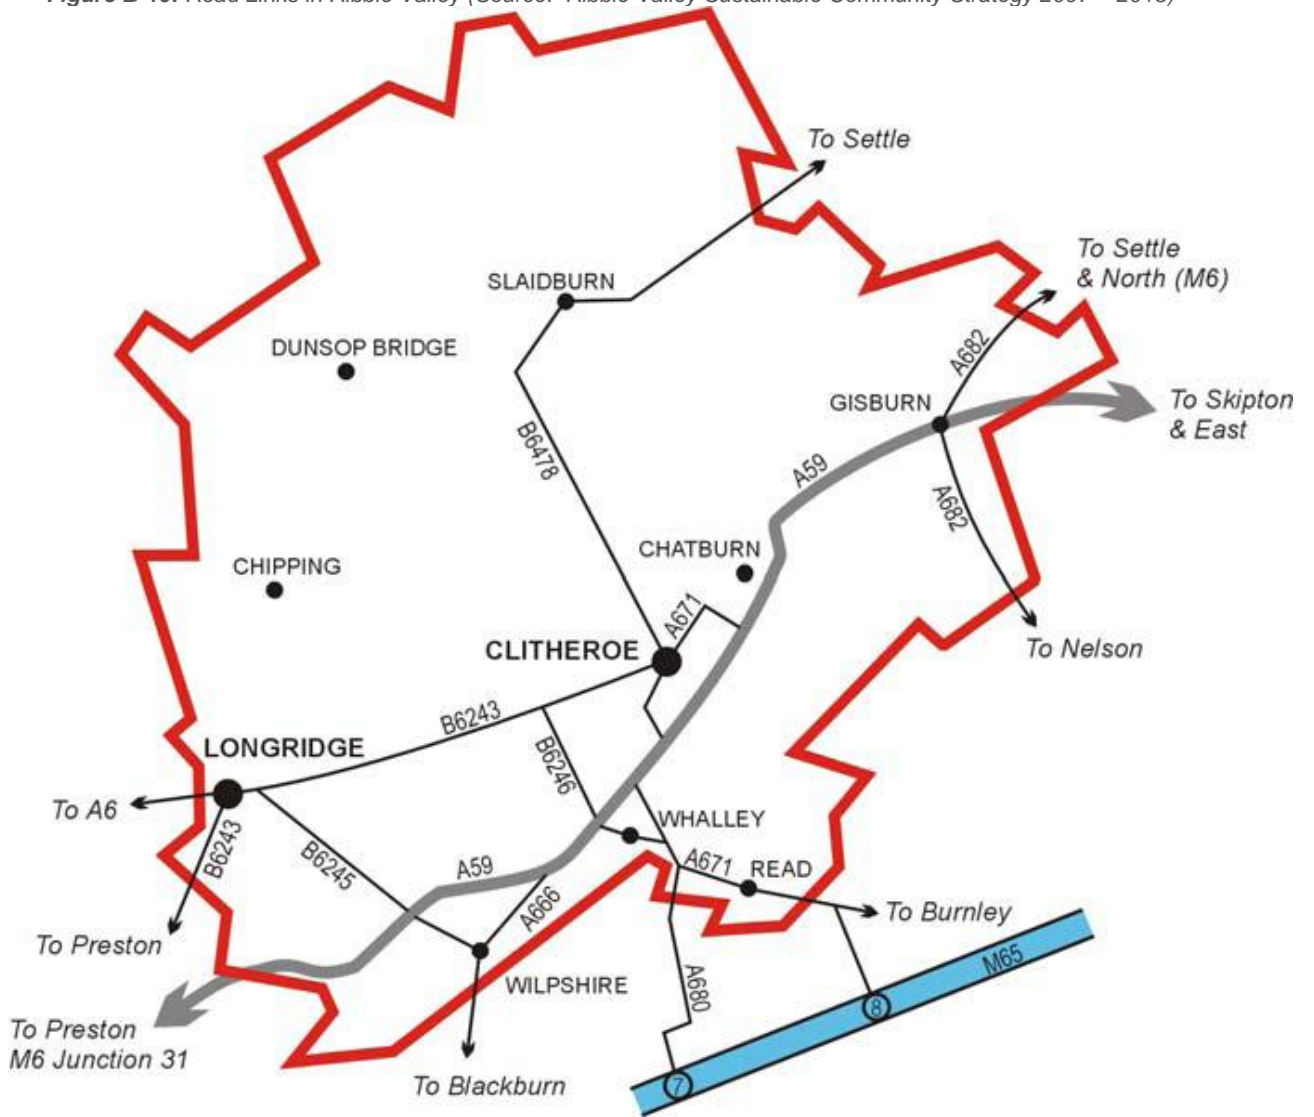 To Settle
To Settle
& North (M6)
SLAIDBURN
DUNSOP BRIDGE
A682
GISBURN
To Skipton
& East
B6478
A59
A682
CHATBURN
CHIPPING
A671
CLITHEROE
To Nelson
B6243
LONGRIDGE
B6246
To A6
WHALLEY
B6243
B6245
A59
A671
READ
A666
To Burnley
To Preston
M65
A680
WILPSHIRE
8
To Preston
M6 Junction 31
To Blackburn
7